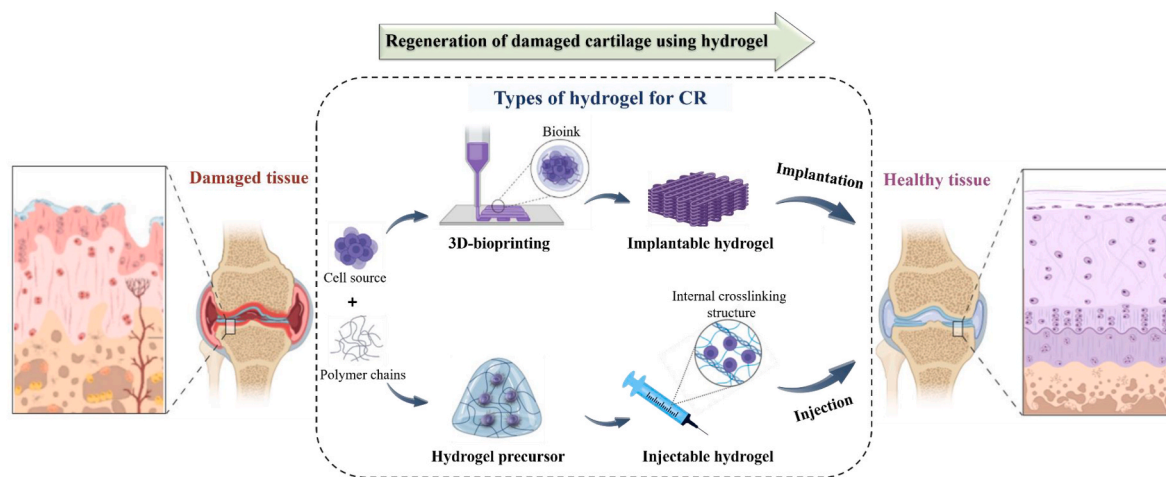 Regeneration of damaged cartilage using hydrogel
Types of hydrogel for CR
Bioink
Damaged tissue
Healthy tissue
Implantation
3D-bioprinting
Implantable hydrogel
Cell source
+
Polymer chains
Internal crosslinking
structure
Injection
Hydrogel precursor
Injectable hydrogel